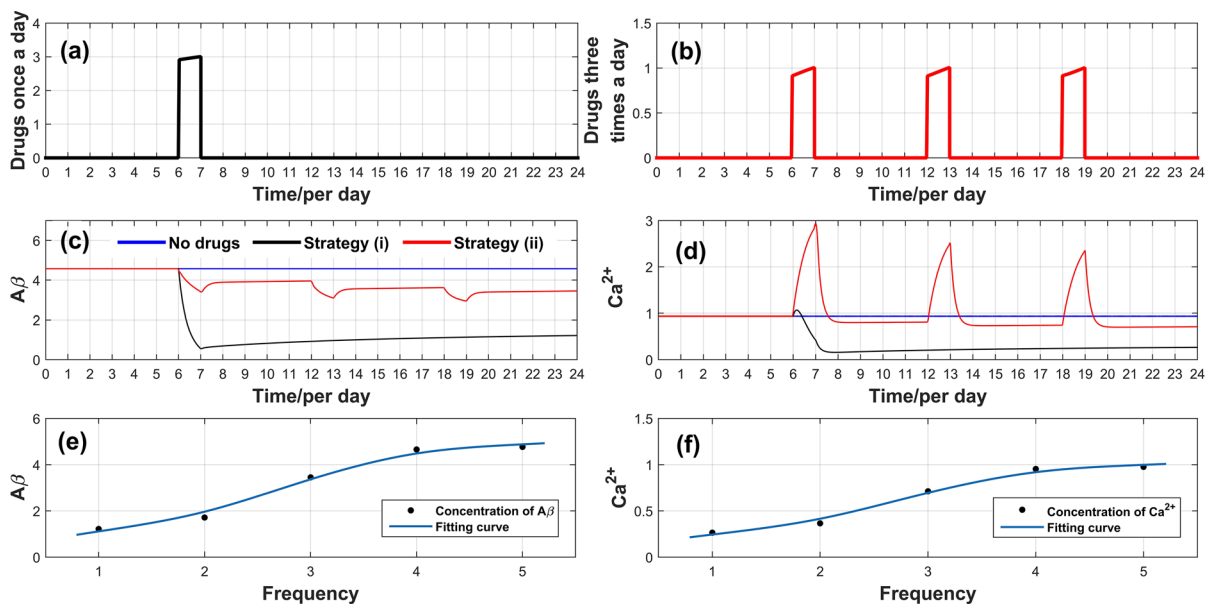 (a)
Drugs once a day
4
3
2
1
0
0 1 2 3 4 5 6 7 8 9 10 11 12 13 14 15 16 17 18 19 20 21 22 23 24
Time/per day
(b)
Drugs three
times a day
1.5
1
0.5
0
0 1 2 3 4 5 6 7 8 9 10 11 12 13 14 15 16 17 18 19 20 21 22 23 24
Time/per day
(c)
No drugs Strategy (i) Strategy (ii)
Aβ
6
4
2
0
0 1 2 3 4 5 6 7 8 9 10 11 12 13 14 15 16 17 18 19 20 21 22 23 24
Time/per day
(d)
Ca²⁺
3
2
1
0
0 1 2 3 4 5 6 7 8 9 10 11 12 13 14 15 16 17 18 19 20 21 22 23 24
Time/per day
(e)
Aβ
6
4
2
0
Concentration of Aβ
Fitting curve
1 2 3 4 5
Frequency
(f)
Ca²⁺
1.5
1
0.5
0
Concentration of Ca²⁺
Fitting curve
1 2 3 4 5
Frequency